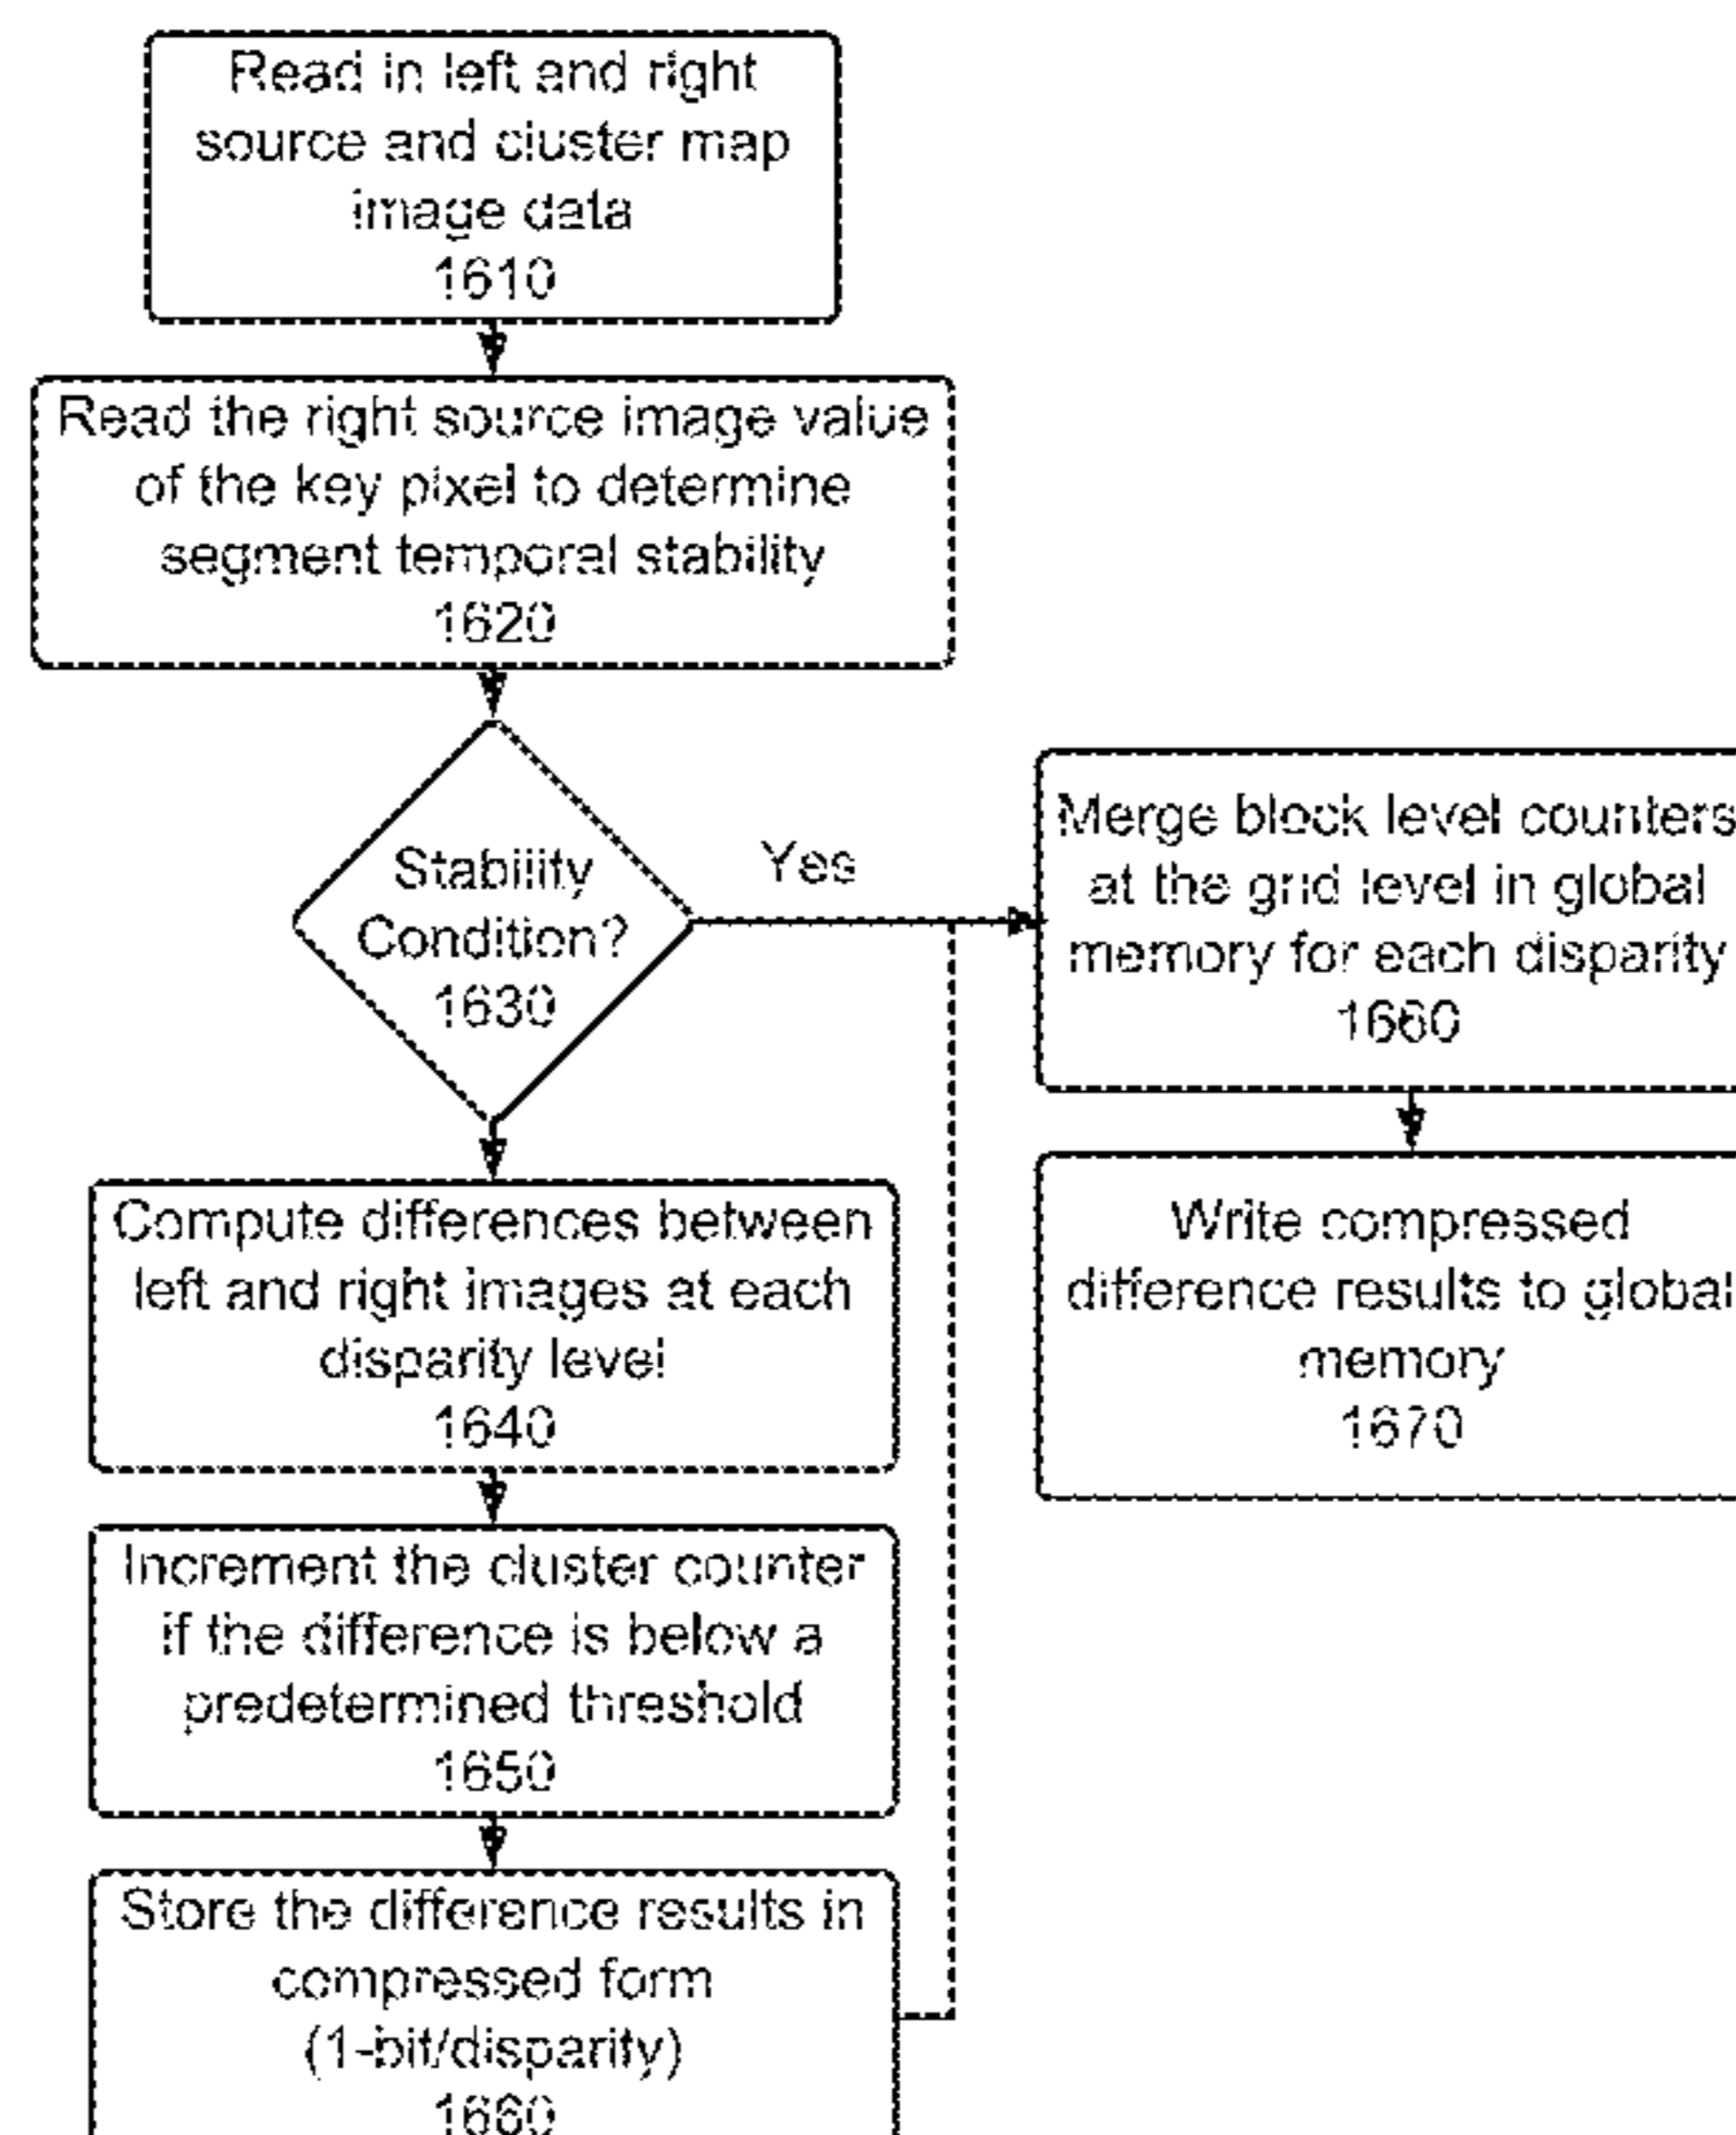 Read in left and right
source and cluster map
image data
1610
Read the right source image value
of the key pixel to determine
segment temporal stability
1620
Stability
Condition?
1630
Yes
Compute differences between
left and right images at each
disparity level
1640
Increment the cluster counter
if the difference is below a
predetermined threshold
1650
Store the difference results in
compressed form
(1-bit/disparity)
1660
Merge block level counters
at the grid level in global
memory for each disparity
1660
Write compressed
difference results to global
memory
1670